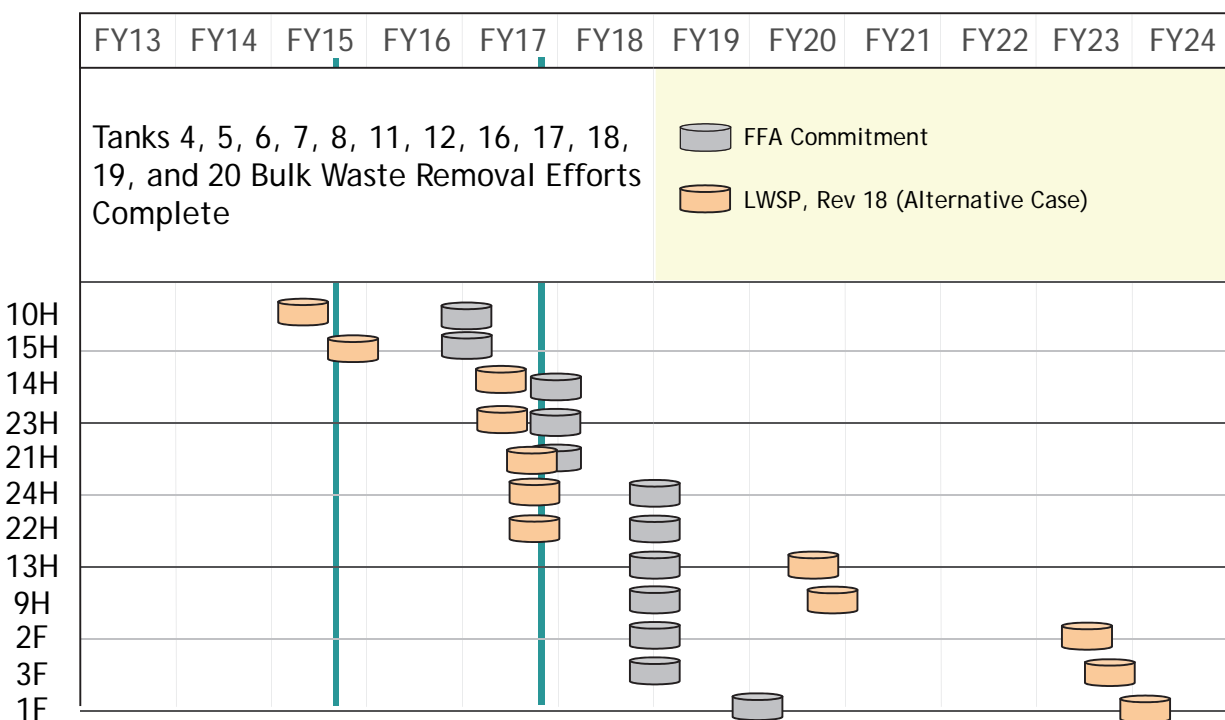 FY13 FY14 FY15 FY16 FY17 FY18 FY19 FY20 FY21 FY22 FY23 FY24
Tanks 4, 5, 6, 7, 8, 11, 12, 16, 17, 18,
19, and 20 Bulk Waste Removal Efforts
Complete
FFA Commitment
LWSP, Rev 18 (Alternative Case)
10H
15H
14H
23H
21H
24H
22H
13H
9H
2F
3F
1F